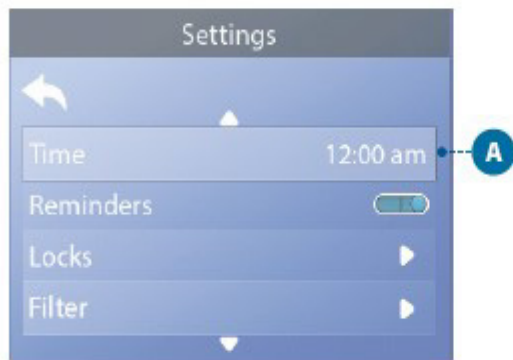 Settings
Time 12:00 am
A
Reminders
Locks
Filter